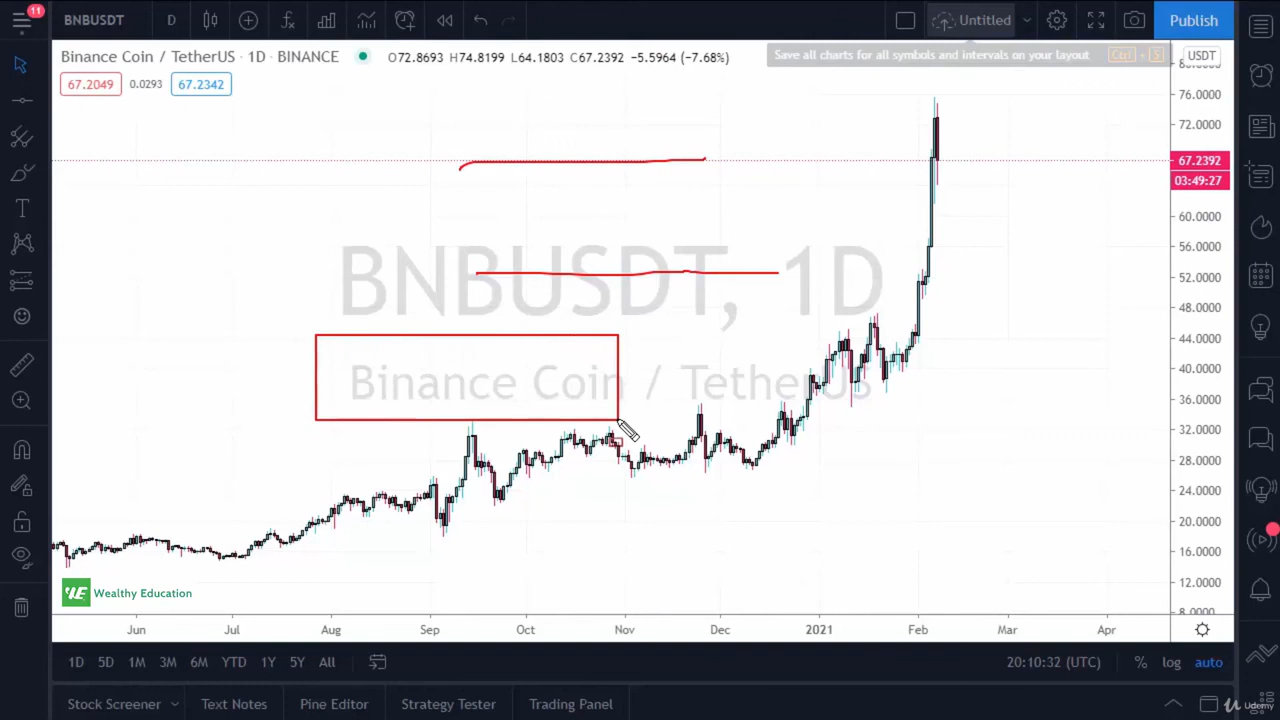 11
BNBUSDT
D
Untitled
Publish
Binance Coin / TetherUS · 1D · BINANCE
O72.8693 H74.8199 L64.1803 C67.2392 −5.5964 (−7.68%)
Save all charts for all symbols and intervals on your layout Ctrl + S
USDT
67.2049 0.0293 67.2342
76.0000
72.0000
67.2392
03:49:27
60.0000
56.0000
52.0000
48.0000
44.0000
40.0000
36.0000
32.0000
28.0000
24.0000
20.0000
16.0000
12.0000
8.0000
BNBUSDT, 1D
Binance Coin / TetherUS
Wealthy Education
Jun Jul Aug Sep Oct Nov Dec 2021 Feb Mar Apr
1D 5D 1M 3M 6M YTD 1Y 5Y All
20:10:32 (UTC) % log auto
Stock Screener Text Notes Pine Editor Strategy Tester Trading Panel
Udemy